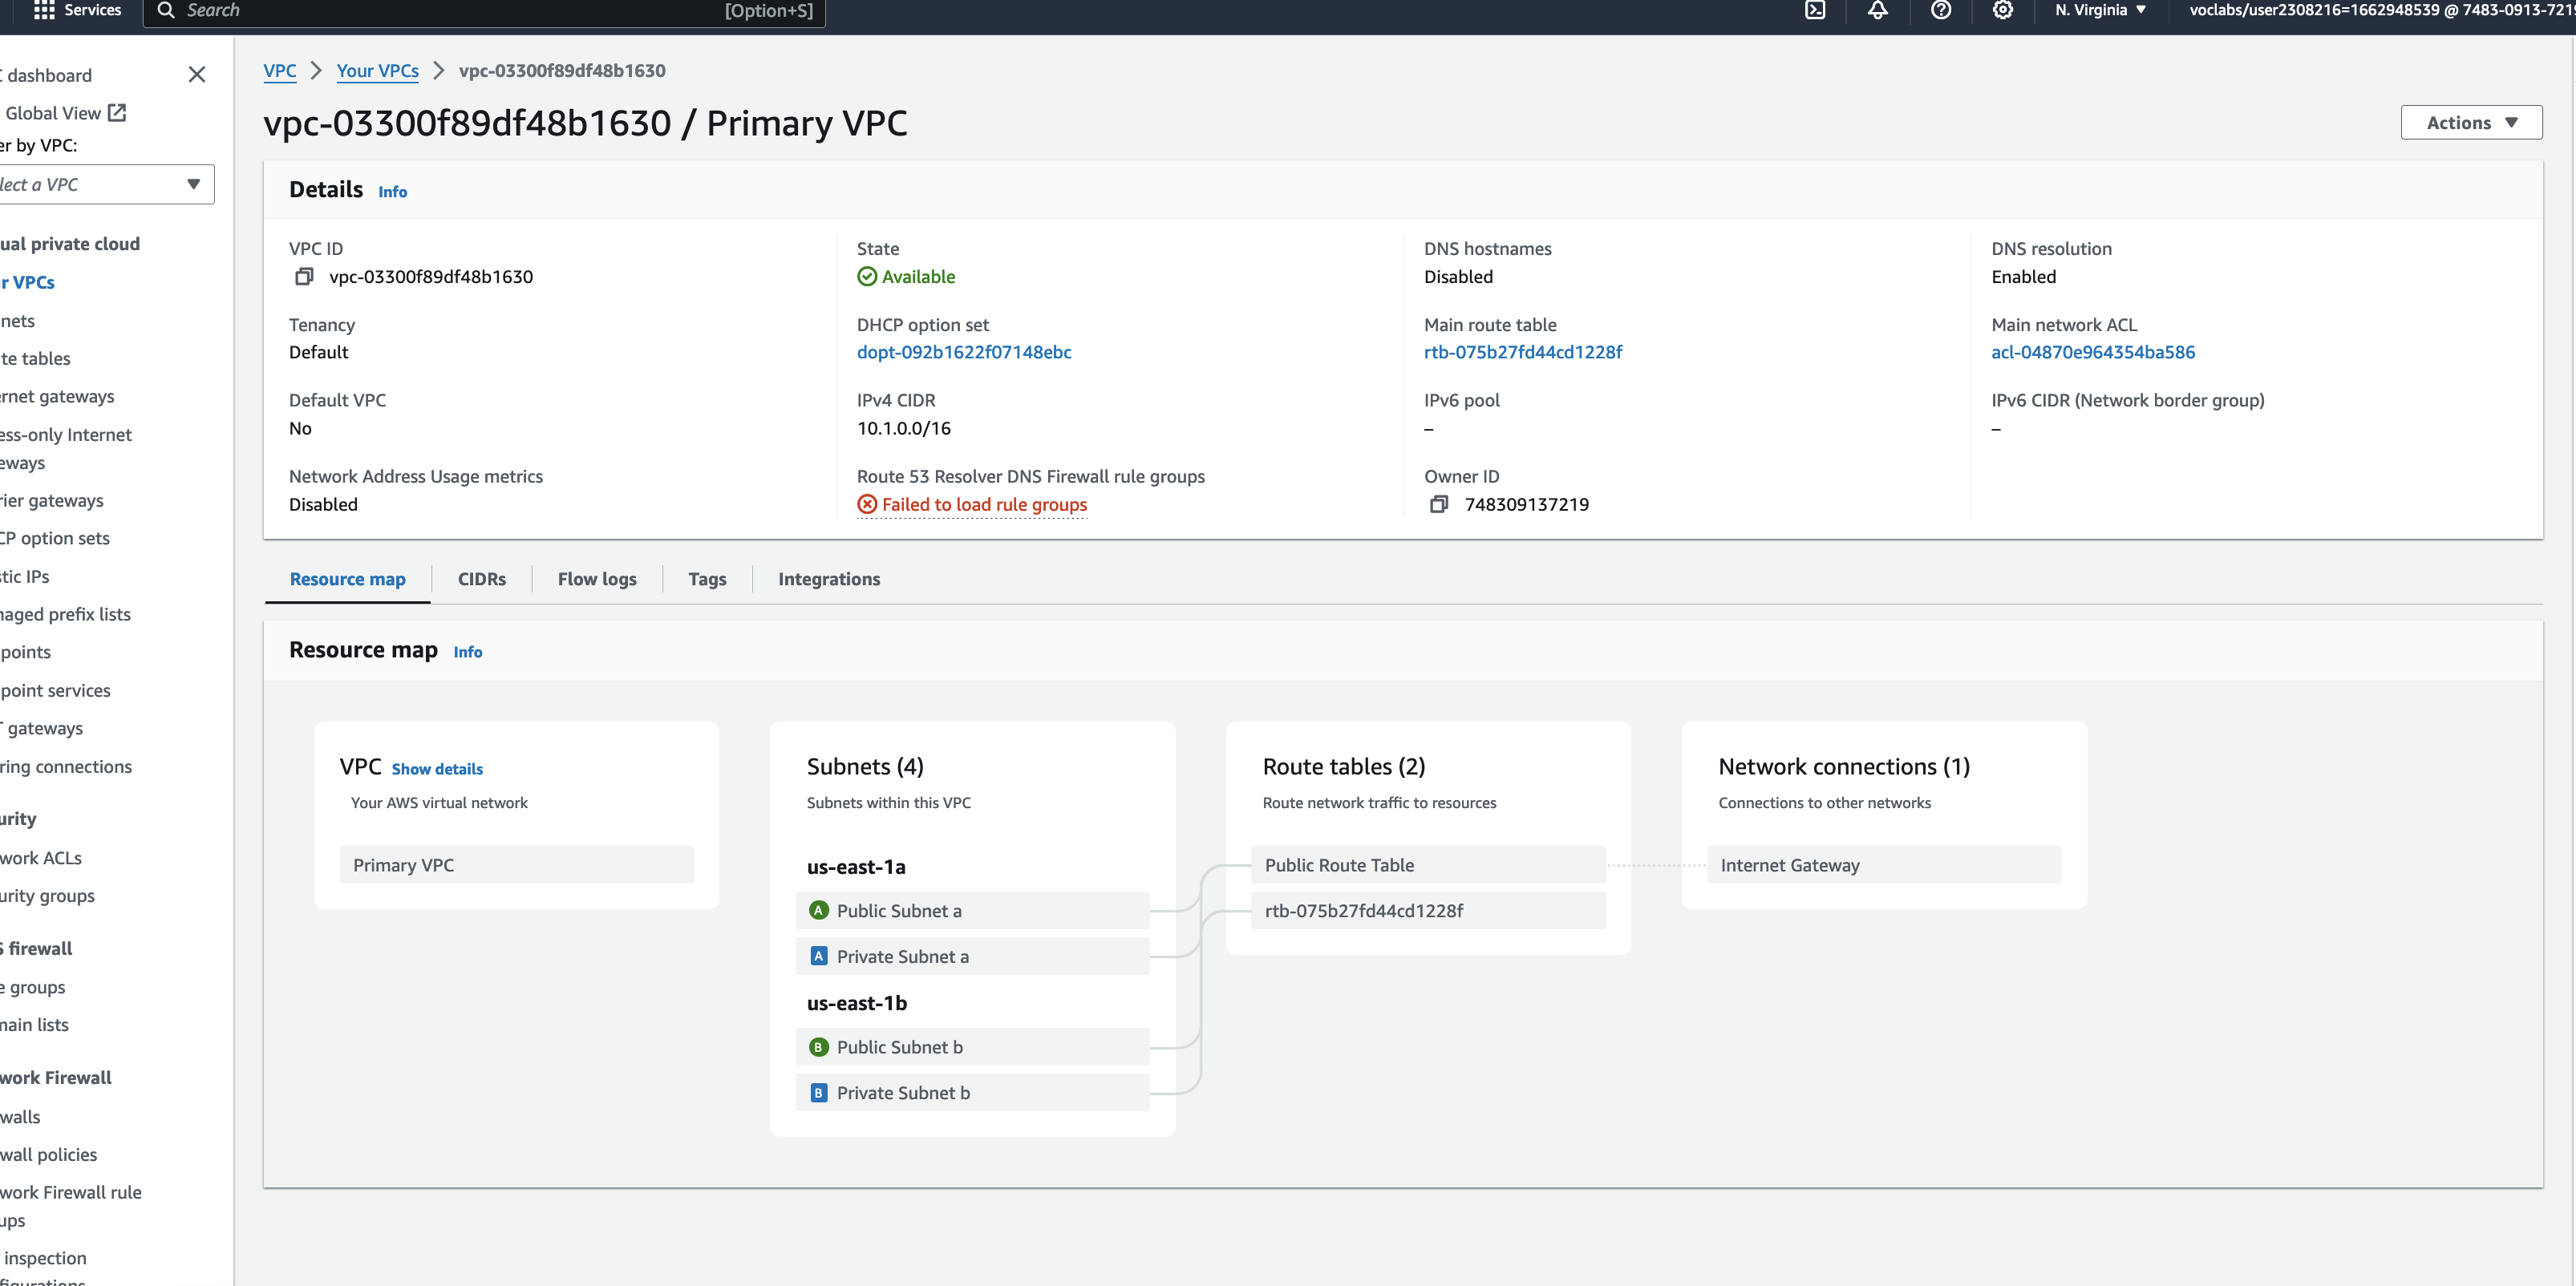 Services
Search
[Option+S]
N. Virginia
voclabs/user2308216=1662948539 @ 7483-0913-721
dashboard
Global View
er by VPC:
lect a VPC
ual private cloud
r VPCs
nets
te tables
rnet gateways
ess-only Internet
eways
rier gateways
CP option sets
tic IPs
naged prefix lists
points
point services
gateways
ring connections
urity
work ACLs
urity groups
firewall
e groups
main lists
work Firewall
walls
wall policies
work Firewall rule
ups
inspection
figurations
VPC
Your VPCs
vpc-03300f89df48b1630
vpc-03300f89df48b1630 / Primary VPC
Actions
Details Info
VPC ID
vpc-03300f89df48b1630
State
Available
DNS hostnames
Disabled
DNS resolution
Enabled
Tenancy
Default
DHCP option set
dopt-092b1622f07148ebc
Main route table
rtb-075b27fd44cd1228f
Main network ACL
acl-04870e964354ba586
Default VPC
No
IPv4 CIDR
10.1.0.0/16
IPv6 pool
–
IPv6 CIDR (Network border group)
–
Network Address Usage metrics
Disabled
Route 53 Resolver DNS Firewall rule groups
Failed to load rule groups
Owner ID
748309137219
Resource map
CIDRs
Flow logs
Tags
Integrations
Resource map Info
VPC Show details
Your AWS virtual network
Primary VPC
Subnets (4)
Subnets within this VPC
us-east-1a
A Public Subnet a
A Private Subnet a
us-east-1b
B Public Subnet b
B Private Subnet b
Route tables (2)
Route network traffic to resources
Public Route Table
rtb-075b27fd44cd1228f
Network connections (1)
Connections to other networks
Internet Gateway